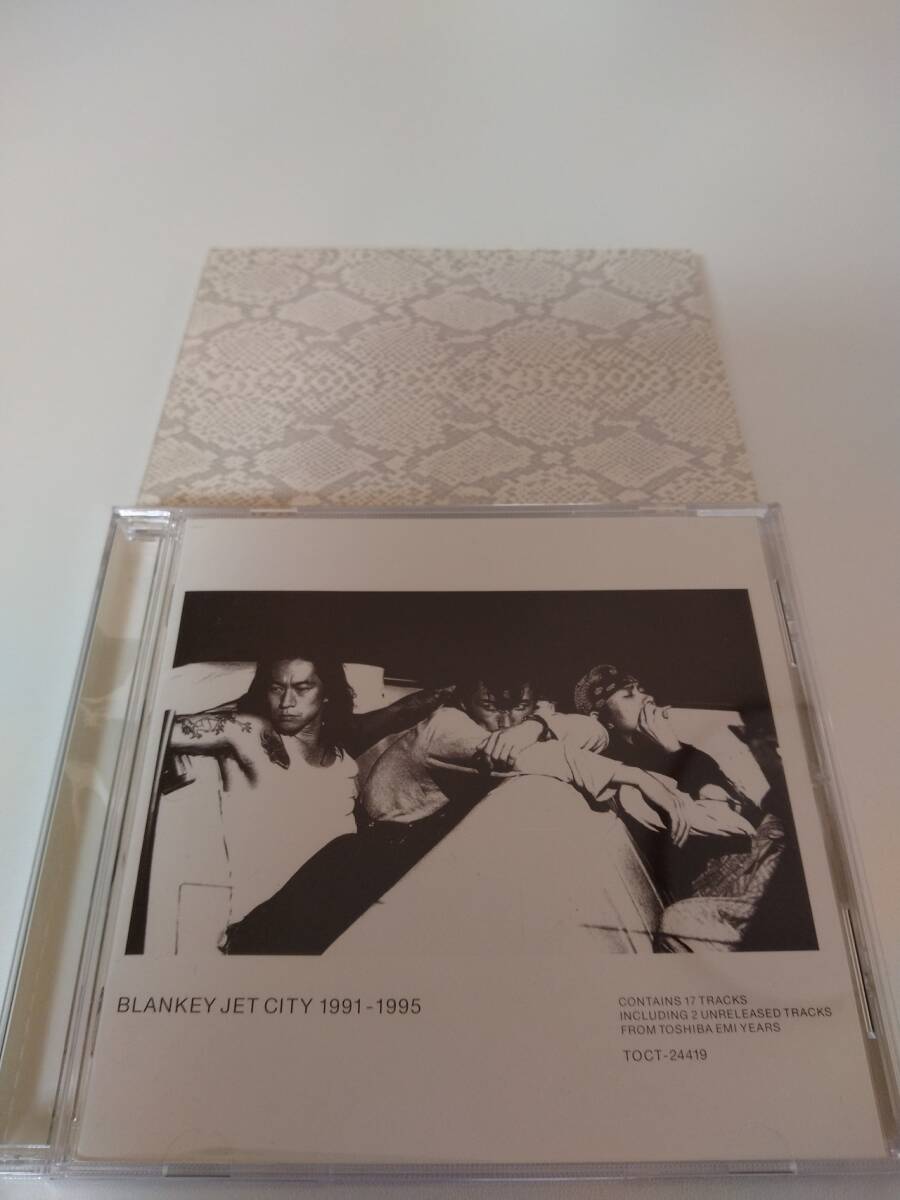 BLANKEY JET CITY 1991-1995
CONTAINS 17 TRACKS
INCLUDING 2 UNRELEASED TRACKS
FROM TOSHIBA EMI YEARS
TOCT-24419